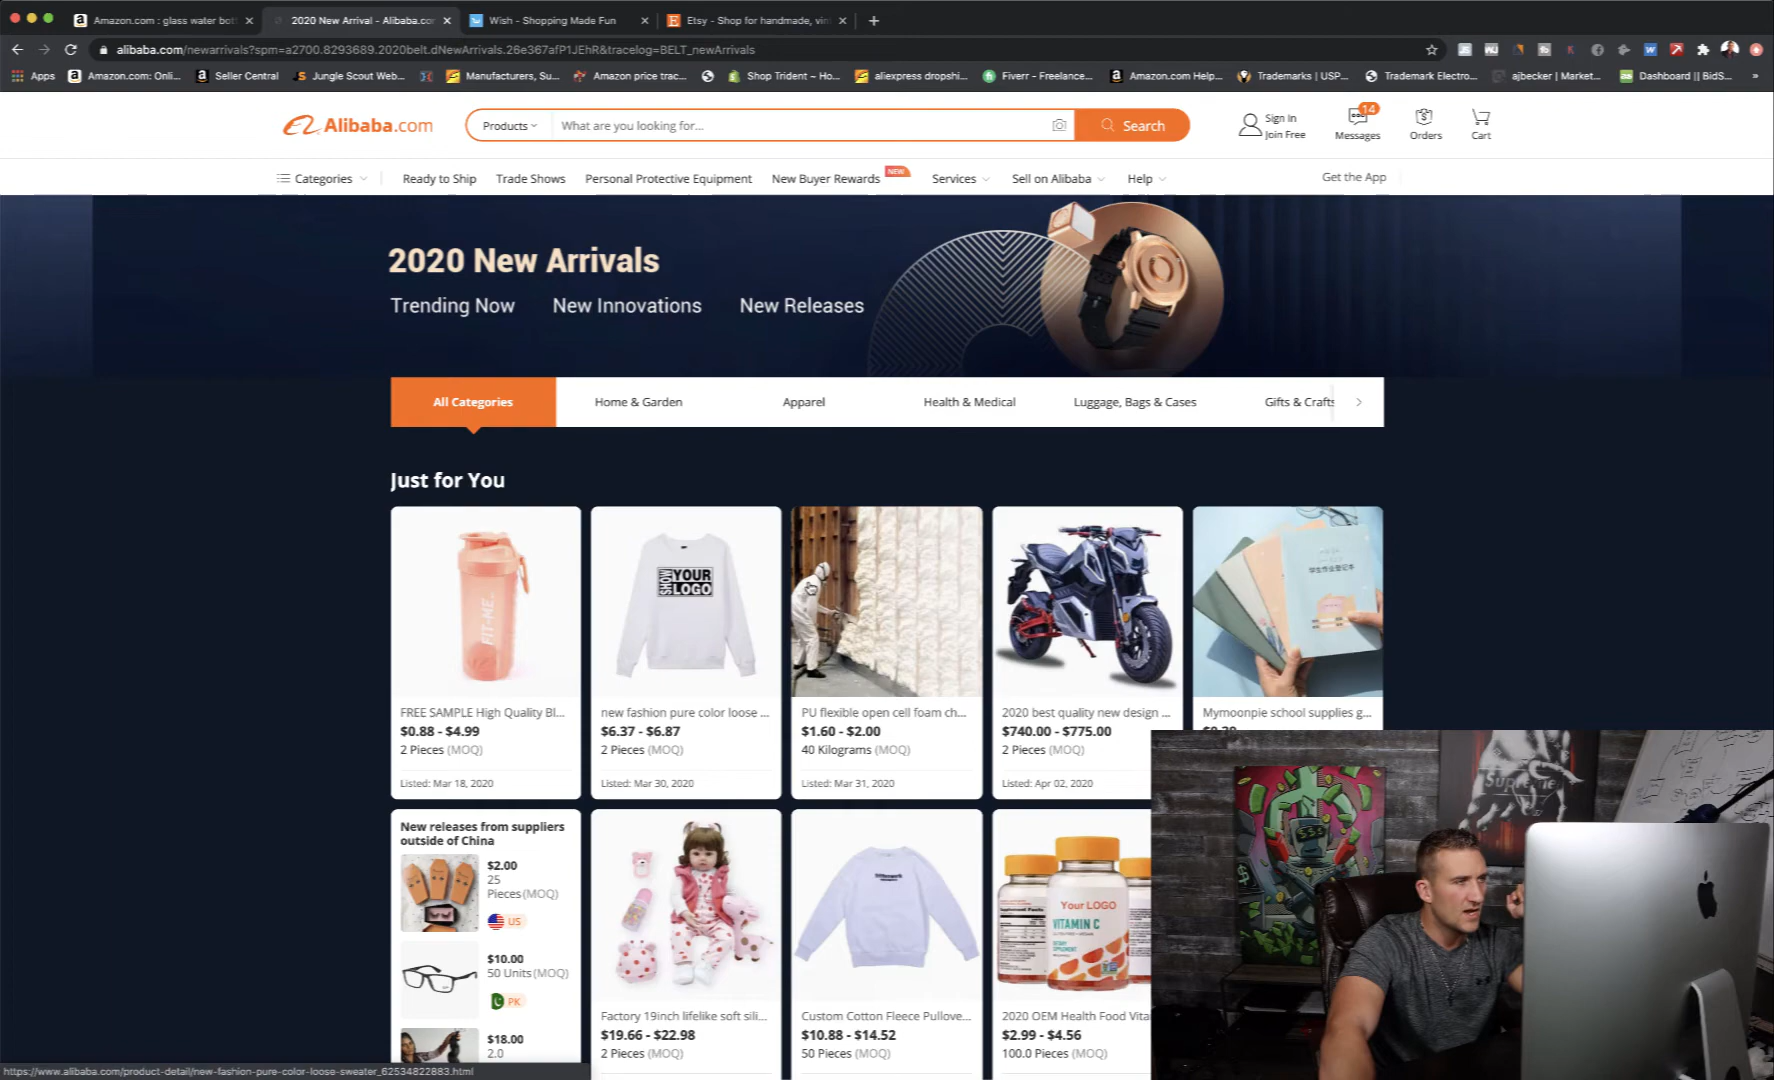 Amazon.com : glass water bot
2020 New Arrival - Alibaba.co
Wish - Shopping Made Fun
Etsy - Shop for handmade, vin
alibaba.com/newarrivals?spm=a2700.8293689.2020belt.dNewArrivals.26e367afP1JEhR&tracelog=BELT_newArrivals
Apps
Amazon.com: Onli...
Seller Central
Jungle Scout Web...
Manufacturers, Su...
Amazon price trac...
Shop Trident – Ho...
aliexpress dropshi...
Fiverr - Freelance...
Amazon.com Help...
Trademarks | USP...
Trademark Electro...
ajbecker | Market...
Dashboard || BidS...
Alibaba.com
Products
What are you looking for...
Search
Sign In
Join Free
14
Messages
Orders
Cart
Categories
Ready to Ship
Trade Shows
Personal Protective Equipment
New Buyer Rewards
NEW
Services
Sell on Alibaba
Help
Get the App
2020 New Arrivals
Trending Now
New Innovations
New Releases
All Categories
Home & Garden
Apparel
Health & Medical
Luggage, Bags & Cases
Gifts & Crafts
Just for You
FIT-ME.
SHOW YOUR LOGO
学生作业登记本
FREE SAMPLE High Quality Bl...
$0.88 - $4.99
2 Pieces (MOQ)
Listed: Mar 18, 2020
new fashion pure color loose ...
$6.37 - $6.87
2 Pieces (MOQ)
Listed: Mar 30, 2020
PU flexible open cell foam ch...
$1.60 - $2.00
40 Kilograms (MOQ)
Listed: Mar 31, 2020
2020 best quality new design ...
$740.00 - $775.00
2 Pieces (MOQ)
Listed: Apr 02, 2020
Mymoonpie school supplies g...
New releases from suppliers
outside of China
$2.00
25
Pieces (MOQ)
US
$10.00
50 Units (MOQ)
PK
$18.00
2.0
Factory 19inch lifelike soft sili...
$19.66 - $22.98
2 Pieces (MOQ)
Custom Cotton Fleece Pullove...
$10.88 - $14.52
50 Pieces (MOQ)
Your LOGO
VITAMIN C
2020 OEM Health Food Vita
$2.99 - $4.56
100.0 Pieces (MOQ)
$$$
https://www.alibaba.com/product-detail/new-fashion-pure-color-loose-sweater_62534822883.html